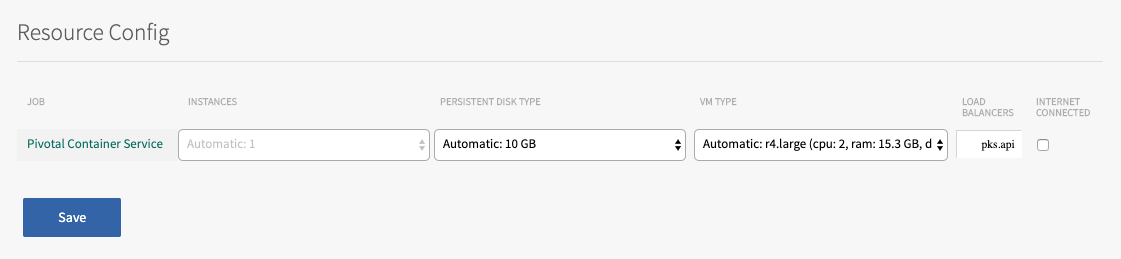 Resource Config
JOB INSTANCES PERSISTENT DISK TYPE VM TYPE LOAD BALANCERS INTERNET CONNECTED
Pivotal Container Service Automatic: 1 Automatic: 10 GB Automatic: r4.large (cpu: 2, ram: 15.3 GB, d pks.api
Save